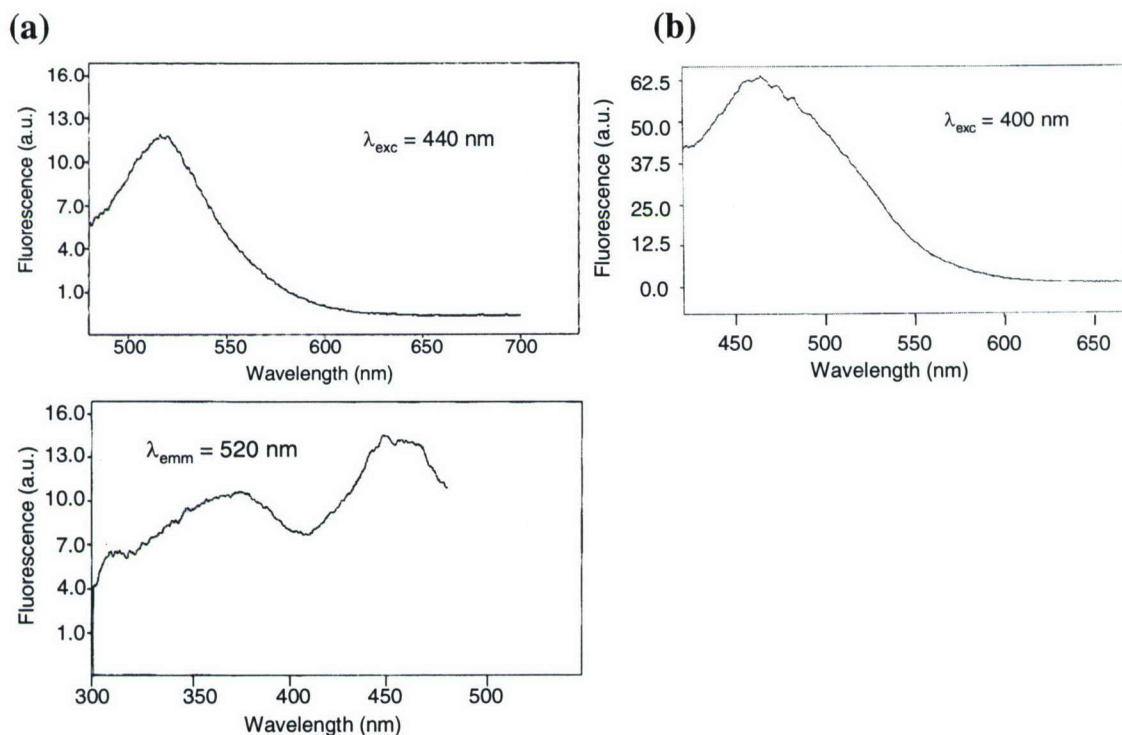 (a)
16.0
13.0
10.0
7.0
4.0
1.0
Fluorescence (a.u.)
λexc = 440 nm
500 550 600 650 700
Wavelength (nm)
(b)
62.5
50.0
37.5
25.0
12.5
0.0
Fluorescence (a.u.)
λexc = 400 nm
450 500 550 600 650
Wavelength (nm)
16.0
13.0
10.0
7.0
4.0
1.0
Fluorescence (a.u.)
λemm = 520 nm
300 350 400 450 500
Wavelength (nm)